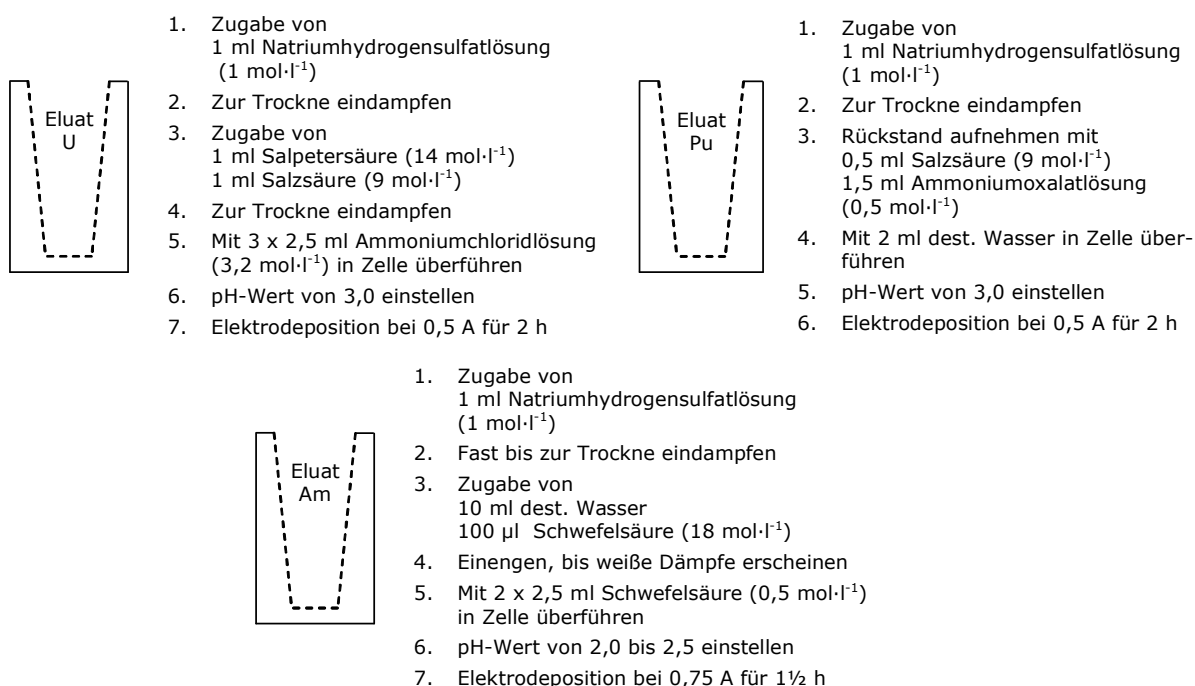 Eluat
U
1. Zugabe von
1 ml Natriumhydrogensulfatlösung
(1 mol·l⁻¹)
2. Zur Trockne eindampfen
3. Zugabe von
1 ml Salpetersäure (14 mol·l⁻¹)
1 ml Salzsäure (9 mol·l⁻¹)
4. Zur Trockne eindampfen
5. Mit 3 x 2,5 ml Ammoniumchloridlösung
(3,2 mol·l⁻¹) in Zelle überführen
6. pH-Wert von 3,0 einstellen
7. Elektrodeposition bei 0,5 A für 2 h
Eluat
Pu
1. Zugabe von
1 ml Natriumhydrogensulfatlösung
(1 mol·l⁻¹)
2. Zur Trockne eindampfen
3. Rückstand aufnehmen mit
0,5 ml Salzsäure (9 mol·l⁻¹)
1,5 ml Ammoniumoxalatlösung
(0,5 mol·l⁻¹)
4. Mit 2 ml dest. Wasser in Zelle über-
führen
5. pH-Wert von 3,0 einstellen
6. Elektrodeposition bei 0,5 A für 2 h
Eluat
Am
1. Zugabe von
1 ml Natriumhydrogensulfatlösung
(1 mol·l⁻¹)
2. Fast bis zur Trockne eindampfen
3. Zugabe von
10 ml dest. Wasser
100 µl Schwefelsäure (18 mol·l⁻¹)
4. Einengen, bis weiße Dämpfe erscheinen
5. Mit 2 x 2,5 ml Schwefelsäure (0,5 mol·l⁻¹)
in Zelle überführen
6. pH-Wert von 2,0 bis 2,5 einstellen
7. Elektrodeposition bei 0,75 A für 1½ h